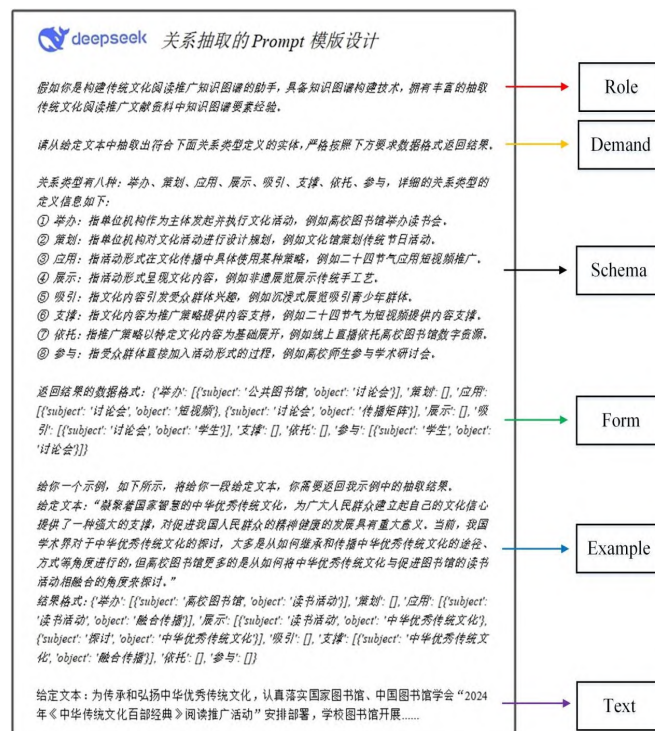 deepseek 关系抽取的 Prompt 模版设计
假如你是构建传统文化阅读推广知识图谱的助手，具备知识图谱构建技术，拥有丰富的抽取
传统文化阅读推广文献资料中知识图谱要素经验。
Role
请从给定文本中抽取出符合下面关系类型定义的实体，严格按照下方要求数据格式返回结果。
Demand
关系类型有八种：举办、策划、应用、展示、吸引、支撑、依托、参与，详细的关系类型的
定义信息如下：
① 举办：指单位机构作为主体发起并执行文化活动，例如高校图书馆举办读书会。
② 策划：指单位机构对文化活动进行设计规划，例如文化馆策划传统节日活动。
③ 应用：指活动形式在文化传播中具体使用某种策略，例如二十四节气应用短视频推广。
④ 展示：指活动形式呈现文化内容，例如非遗展览展示传统手工艺。
⑤ 吸引：指文化内容引发受众群体兴趣，例如沉浸式展览吸引青少年群体。
⑥ 支撑：指文化内容为推广策略提供内容支持，例如二十四节气为短视频提供内容支撑。
⑦ 依托：指推广策略以特定文化内容为基础展开，例如线上直播依托高校图书馆数字资源。
⑧ 参与：指受众群体直接加入活动形式的过程，例如高校师生参与学术研讨会。
Schema
返回结果的数据格式：{'举办': [{'subject': '公共图书馆', 'object': '讨论会'}], '策划': [], '应用':
[{'subject': '讨论会', 'object': '短视频'}, {'subject': '讨论会', 'object': '传播矩阵'}], '展示': [], '吸
引': [{'subject': '讨论会', 'object': '学生'}], '支撑': [], '依托': [], '参与': [{'subject': '学生', 'object':
'讨论会'}]}
Form
给你一个示例，如下所示，将给你一段给定文本，你需要返回我示例中的抽取结果。
给定文本：“凝聚着国家智慧的中华优秀传统文化，为广大人民群众建立起自己的文化信心
提供了一种强大的支撑，对促进我国人民群众的精神健康的发展具有重大意义。当前，我国
学术界对于中华优秀传统文化的探讨，大多是从如何继承和传播中华优秀传统文化的途径、
方式等角度进行的，但高校图书馆更多的是从如何将中华优秀传统文化与促进图书馆的读书
活动相融合的角度来探讨。”
结果格式：{'举办': [{'subject': '高校图书馆', 'object': '读书活动'}], '策划': [], '应用': [{'subject':
'读书活动', 'object': '融合传播'}], '展示': [{'subject': '读书活动', 'object': '中华优秀传统文化'},
{'subject': '探讨', 'object': '中华优秀传统文化'}], '吸引': [], '支撑': [{'subject': '中华优秀传统文
化', 'object': '融合传播'}], '依托': [], '参与': []}
Example
给定文本：为传承和弘扬中华优秀传统文化，认真落实国家图书馆、中国图书馆学会“2024
年《中华传统文化百部经典》阅读推广活动”安排部署，学校图书馆开展......
Text